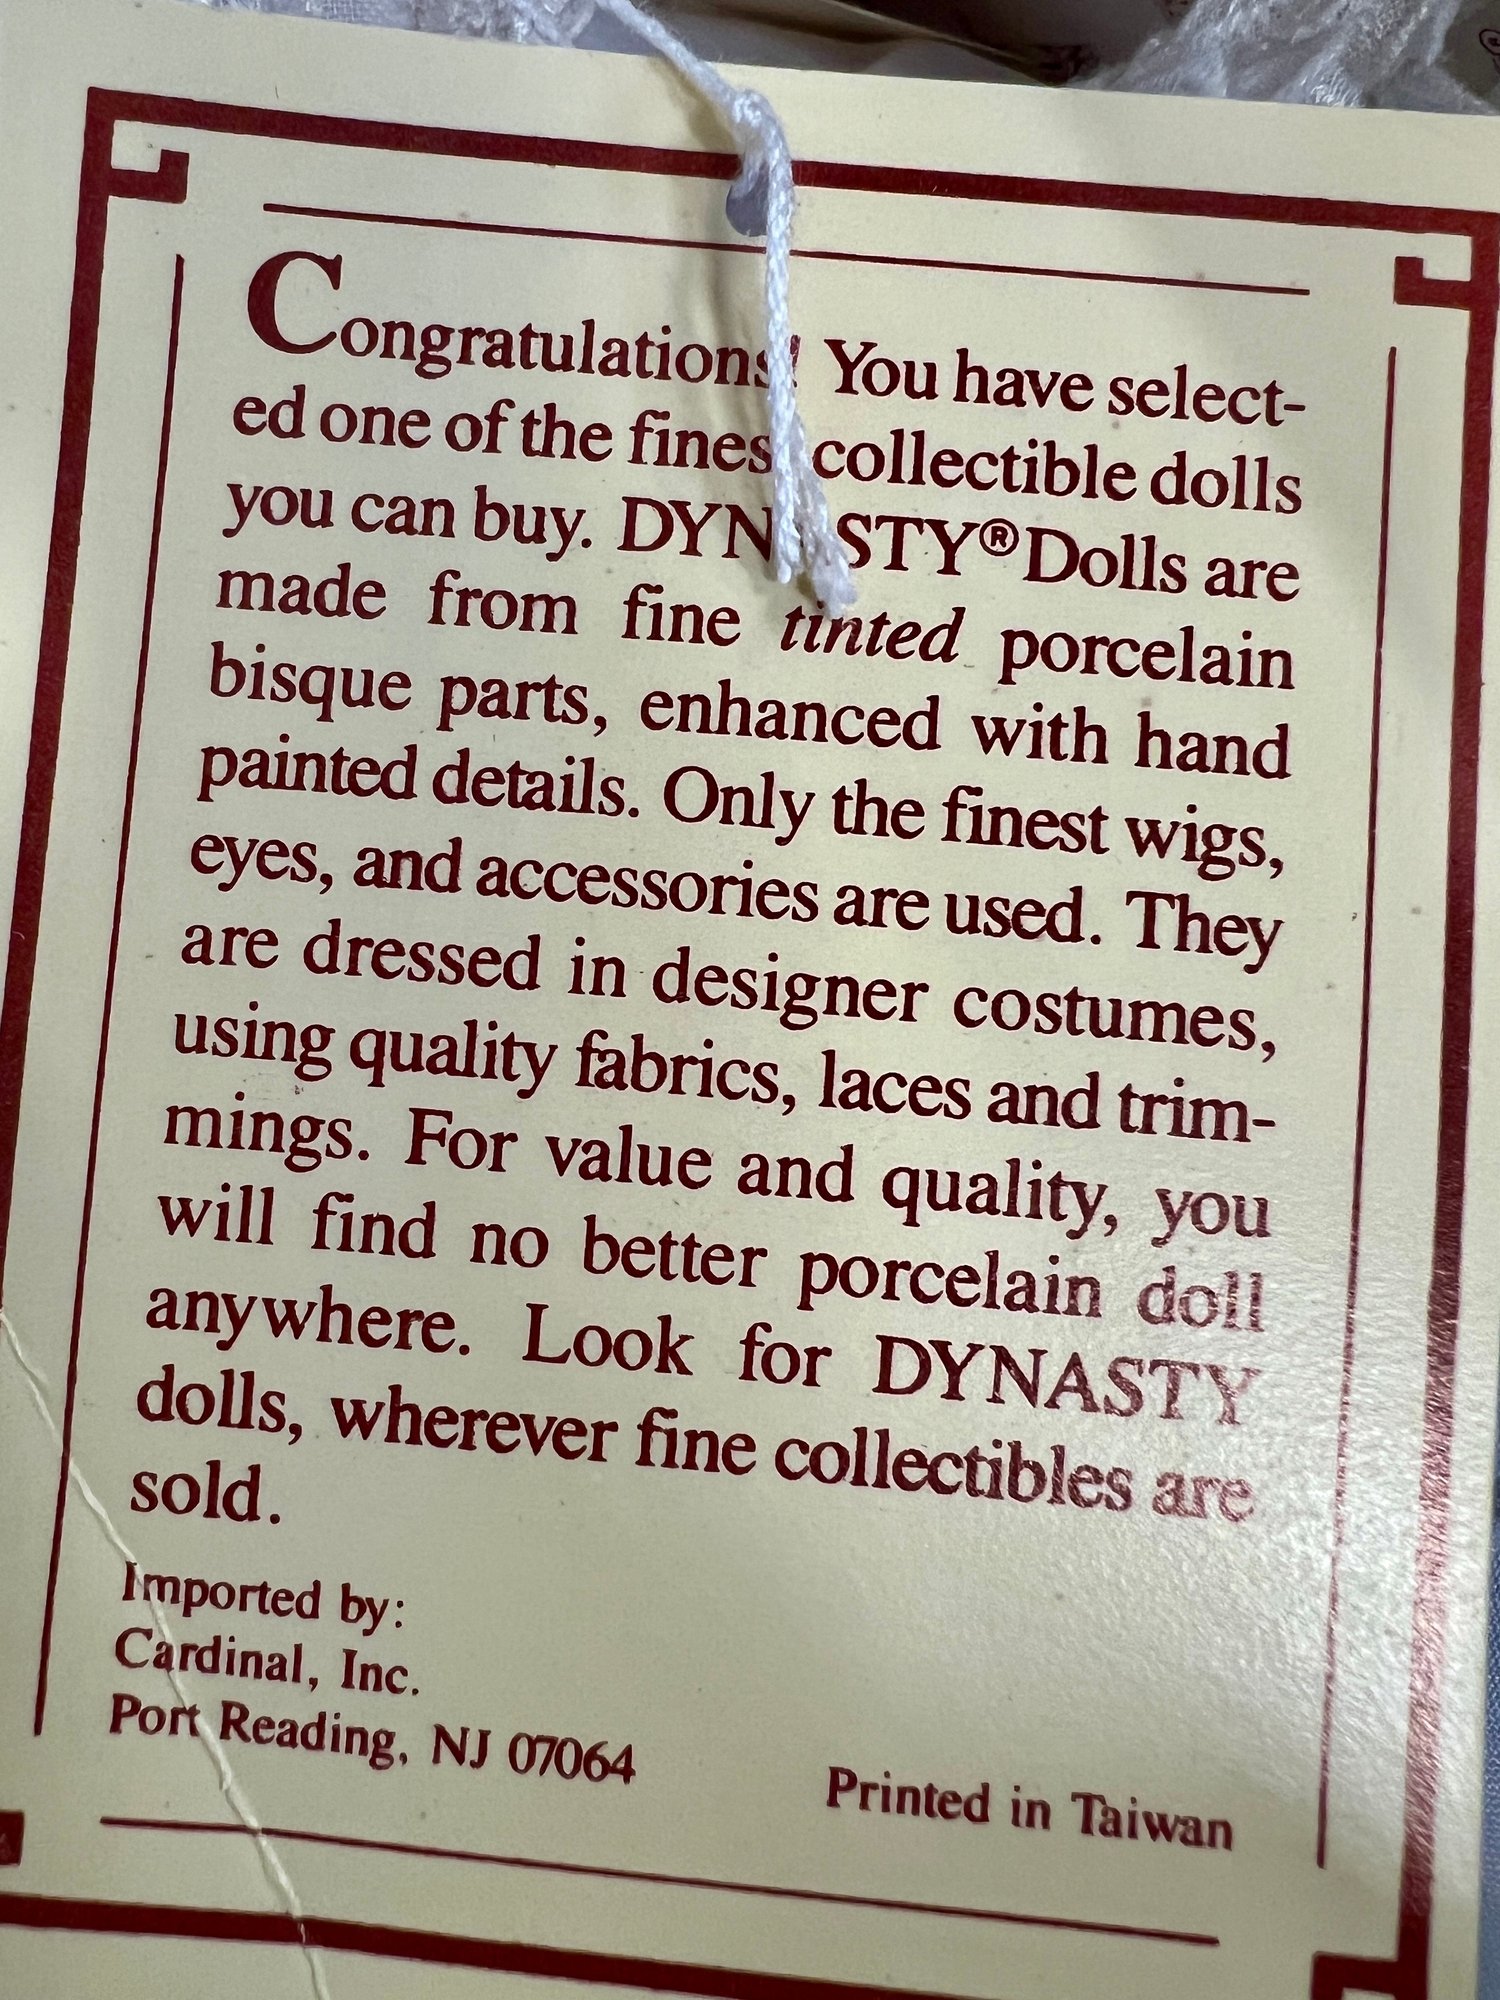 Congratulations! You have select-
ed one of the finest collectible dolls
you can buy. DYNASTY® Dolls are
made from fine tinted porcelain
bisque parts, enhanced with hand
painted details. Only the finest wigs,
eyes, and accessories are used. They
are dressed in designer costumes,
using quality fabrics, laces and trim-
mings. For value and quality, you
will find no better porcelain doll
anywhere. Look for DYNASTY
dolls, wherever fine collectibles are
sold.
Imported by:
Cardinal, Inc.
Port Reading, NJ 07064
Printed in Taiwan